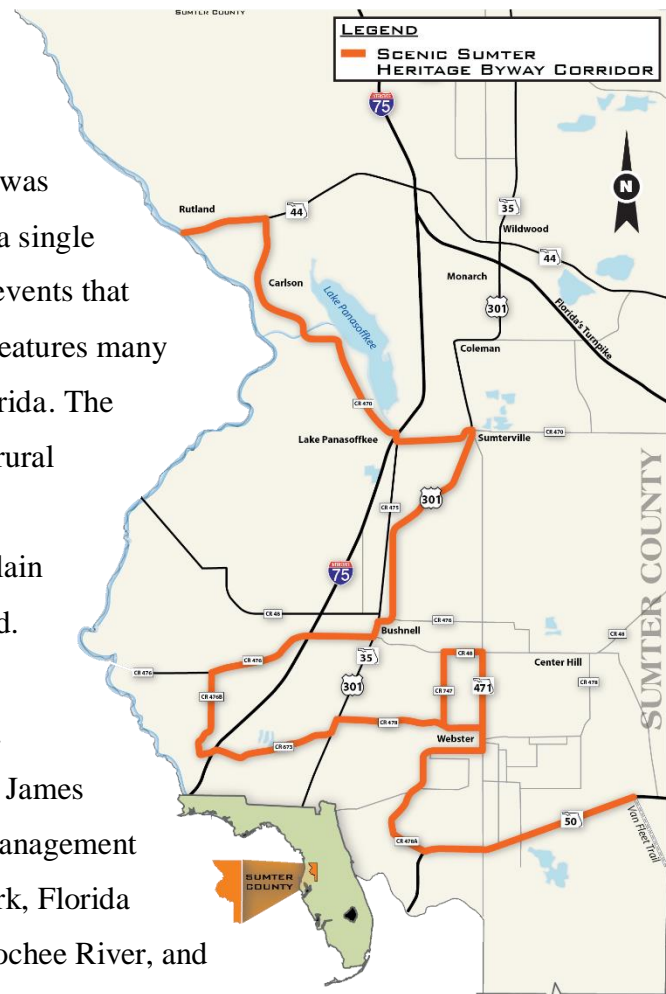 SUMTER COUNTY
LEGEND
SCENIC SUMTER
HERITAGE BYWAY CORRIDOR
75
was
a single
events that
eatures many
rida. The
rural
lain
d.
James
anagement
rk, Florida
ochee River, and
N
Rutland
44
35
Wildwood
44
Carlson
Lake Panasoffkee
Monarch
301
Florida's Turnpike
Coleman
CR 470
Lake Panasoffkee
Sumterville
CR 470
301
CR 475
75
SUMTER COUNTY
CR 48
Bushnell
CR 476
CR 48
35
CR 476
CR 48
Center Hill
CR 476
301
CR 476B
CR 747
471
CR 478
CR 478
Webster
CR 673
50
CR 478A
Van Fleet Trail
SUMTER
COUNTY